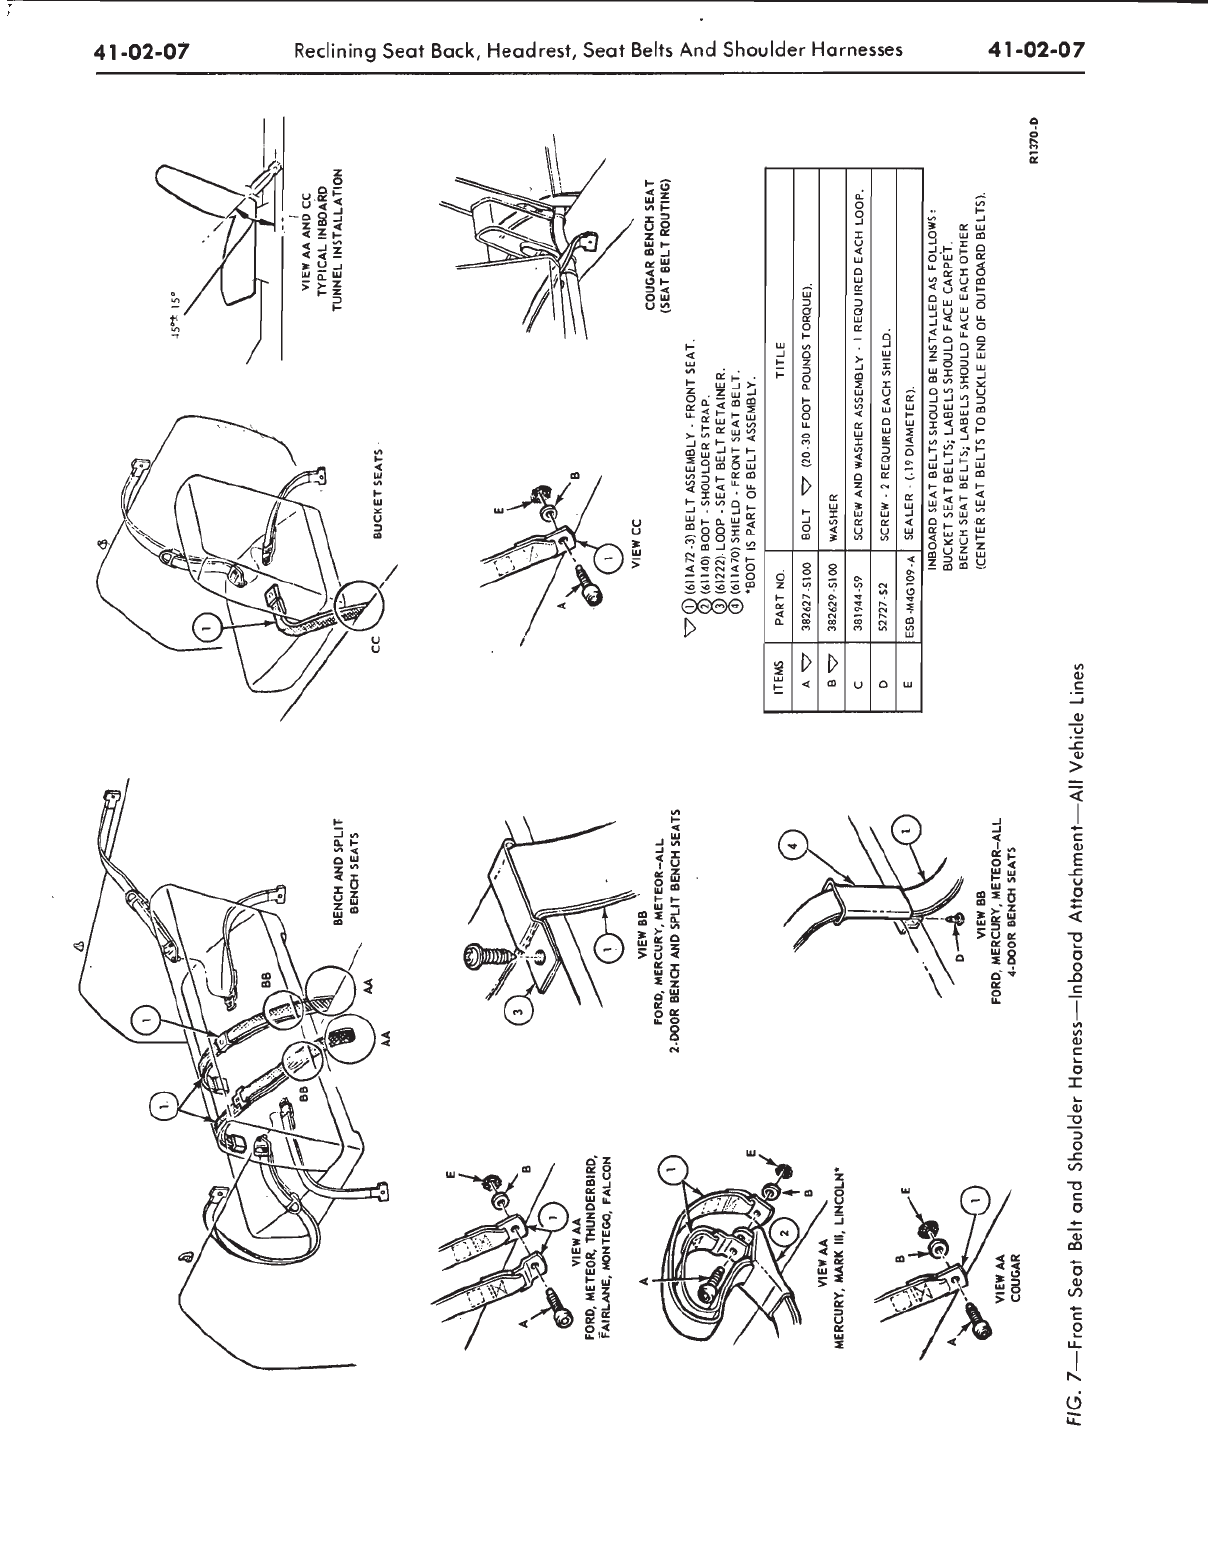 41-02-07
Reclining Seat Back, Headrest, Seat Belts And Shoulder Harnesses
41-02-07
BENCH AND SPLIT
BENCH SEATS
1
1
BB
BB
AA
AA
BUCKET SEATS
1
CC
45°± 15°
VIEW AA AND CC
TYPICAL INBOARD
TUNNEL INSTALLATION
E
B
1
A
VIEW AA
FORD, METEOR, THUNDERBIRD,
FAIRLANE, MONTEGO, FALCON
3
1
VIEW BB
FORD, MERCURY, METEOR-ALL
2-DOOR BENCH AND SPLIT BENCH SEATS
E
B
A
1
VIEW CC
COUGAR BENCH SEAT
(SEAT BELT ROUTING)
1
A
E
B
2
VIEW AA
MERCURY, MARK III, LINCOLN*
E
B
1
A
VIEW AA
COUGAR
4
1
D
VIEW BB
FORD, MERCURY, METEOR-ALL
4-DOOR BENCH SEATS
▽ 1 (611A72-3) BELT ASSEMBLY - FRONT SEAT.
2 (61140) BOOT - SHOULDER STRAP.
3 (61222) LOOP - SEAT BELT RETAINER.
4 (611A70) SHIELD - FRONT SEAT BELT.
*BOOT IS PART OF BELT ASSEMBLY.
ITEMS PART NO. TITLE
A ▽ 382627-S100 BOLT ▽ (20-30 FOOT POUNDS TORQUE).
B ▽ 382629-S100 WASHER
C 381944-S9 SCREW AND WASHER ASSEMBLY - 1 REQUIRED EACH LOOP.
D 52727-S2 SCREW - 2 REQUIRED EACH SHIELD.
E ESB-M4G109-A SEALER - (.19 DIAMETER).
INBOARD SEAT BELTS SHOULD BE INSTALLED AS FOLLOWS:
BUCKET SEAT BELTS; LABELS SHOULD FACE CARPET.
BENCH SEAT BELTS; LABELS SHOULD FACE EACH OTHER
(CENTER SEAT BELTS TO BUCKLE END OF OUTBOARD BELTS).
R1370-D
FIG. 7—Front Seat Belt and Shoulder Harness—Inboard Attachment—All Vehicle Lines